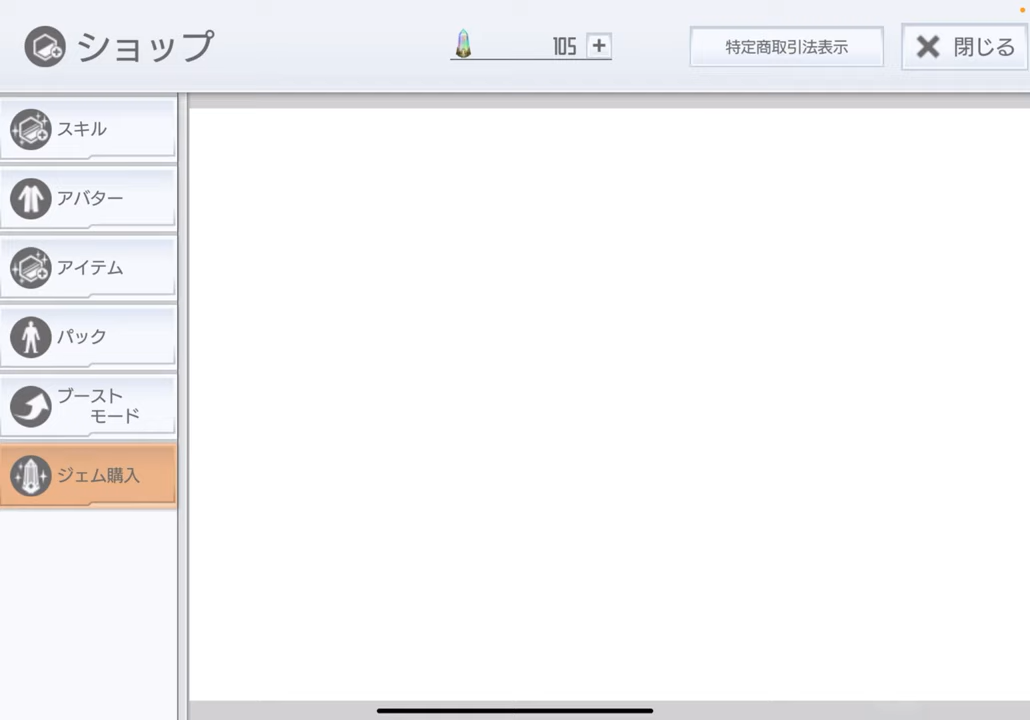 ショップ
105
特定商取引法表示
閉じる
スキル
アバター
アイテム
パック
ブースト
モード
ジェム購入